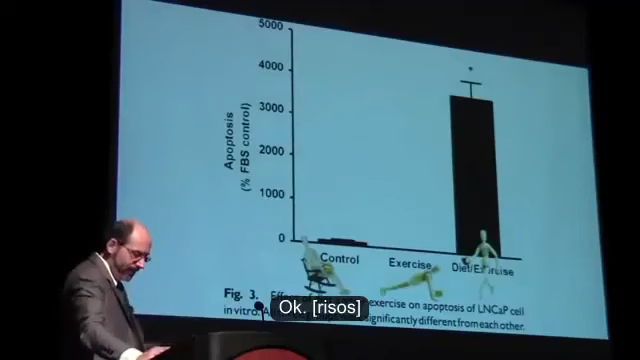 5000
4000
3000
2000
1000
0
Apoptosis
(% FBS control)
*
Control
Exercise
Diet/Exercise
Fig. 3.
exercise on apoptosis of LNCaP cell
in vitro.
significantly different from each other.
Ok. [risos]